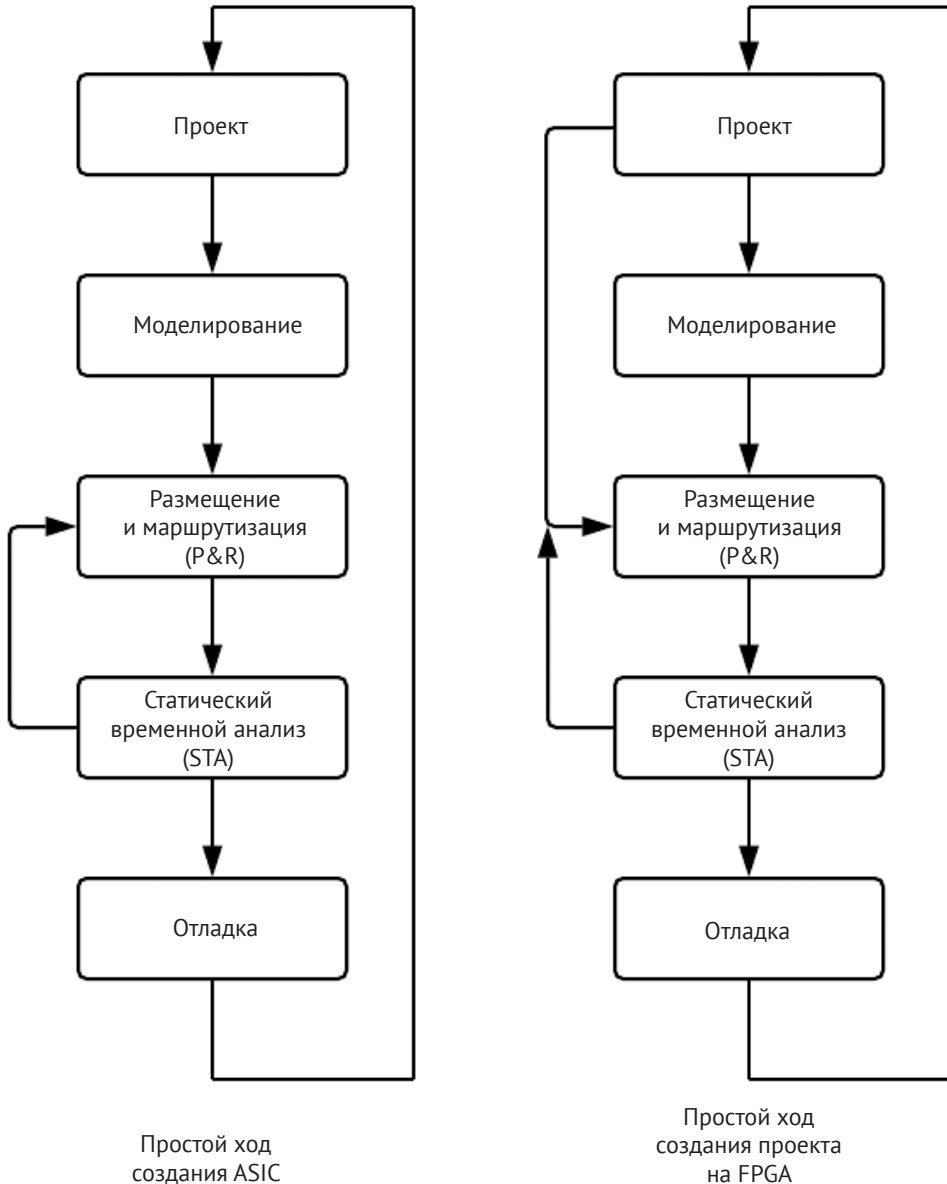 Проект
Моделирование
Размещение
и маршрутизация
(P&R)
Статический
временной анализ
(STA)
Отладка
Простой ход
создания ASIC
Проект
Моделирование
Размещение
и маршрутизация
(P&R)
Статический
временной анализ
(STA)
Отладка
Простой ход
создания проекта
на FPGA